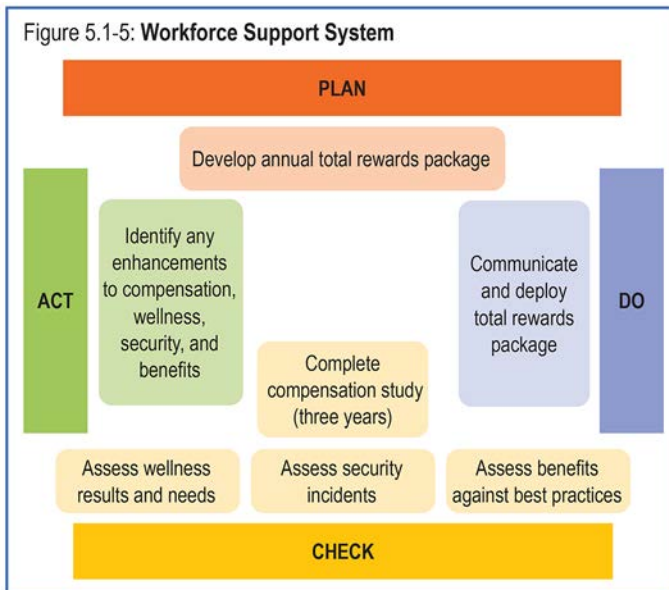 Figure 5.1-5: Workforce Support System
PLAN
Develop annual total rewards package
ACT
Identify any
enhancements
to compensation,
wellness,
security, and
benefits
Communicate
and deploy
total rewards
package
DO
Complete
compensation study
(three years)
Assess wellness
results and needs
Assess security
incidents
Assess benefits
against best practices
CHECK